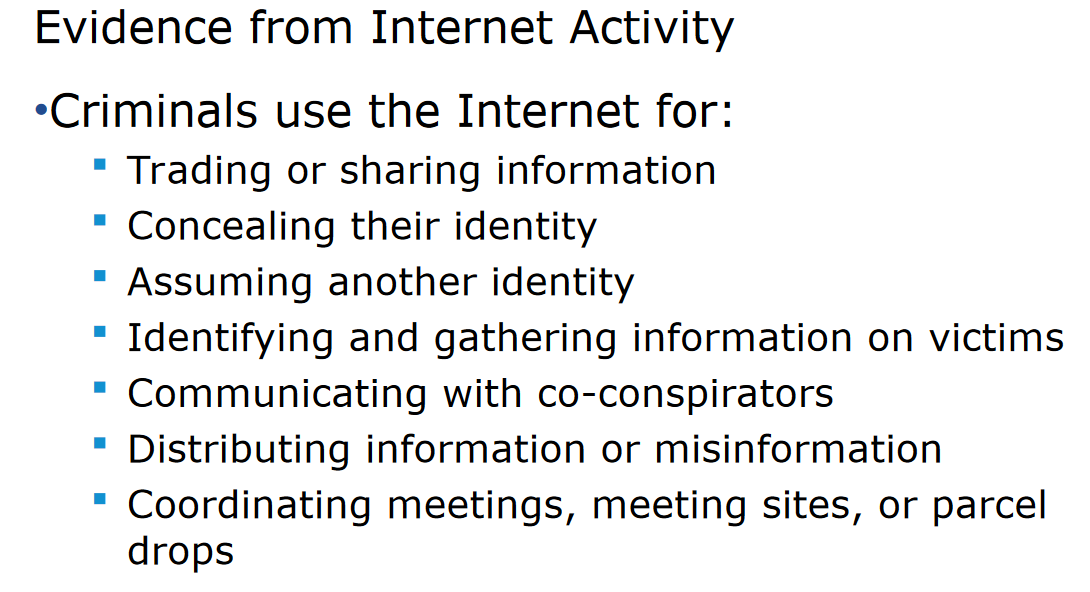 Evidence from Internet Activity
•Criminals use the Internet for:
▪ Trading or sharing information
▪ Concealing their identity
▪ Assuming another identity
▪ Identifying and gathering information on victims
▪ Communicating with co-conspirators
▪ Distributing information or misinformation
▪ Coordinating meetings, meeting sites, or parcel
drops